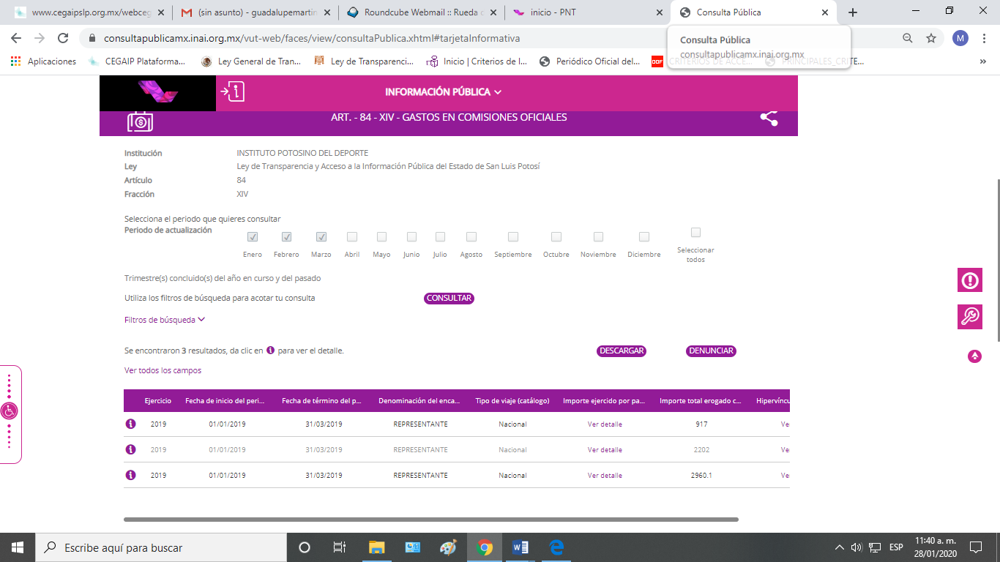 www.cegaipslp.org.mx/webceg
(sin asunto) - guadalupemartin
Roundcube Webmail :: Rueda
inicio - PNT
Consulta Pública
consultapublicamx.inai.org.mx/vut-web/faces/view/consultaPublica.xhtml#tarjetaInformativa
M
Consulta Pública
consultapublicamx.inai.org.mx
Aplicaciones
CEGAIP Plataforma...
Ley General de Tran...
Ley de Transparenci...
Inicio | Criterios de I...
Periódico Oficial del...
DOF
CRITERIOS DE ACCE...
PRINCIPALES_CRITE...
INFORMACIÓN PÚBLICA
ART. - 84 - XIV - GASTOS EN COMISIONES OFICIALES
Institución INSTITUTO POTOSINO DEL DEPORTE
Ley Ley de Transparencia y Acceso a la Información Pública del Estado de San Luis Potosí
Artículo 84
Fracción XIV
Selecciona el periodo que quieres consultar
Periodo de actualización
Enero Febrero Marzo Abril Mayo Junio Julio Agosto Septiembre Octubre Noviembre Diciembre Seleccionar todos
Trimestre(s) concluido(s) del año en curso y del pasado
Utiliza los filtros de búsqueda para acotar tu consulta CONSULTAR
Filtros de búsqueda
Se encontraron 3 resultados, da clic en i para ver el detalle. DESCARGAR DENUNCIAR
Ver todos los campos
Ejercicio Fecha de inicio del peri... Fecha de término del p... Denominación del enca... Tipo de viaje (catálogo) Importe ejercido por pa... Importe total erogado c... Hipervíncu
2019 01/01/2019 31/03/2019 REPRESENTANTE Nacional Ver detalle 917 Ve
2019 01/01/2019 31/03/2019 REPRESENTANTE Nacional Ver detalle 2202 Ve
2019 01/01/2019 31/03/2019 REPRESENTANTE Nacional Ver detalle 2960.1 Ve
Escribe aquí para buscar
ESP
11:40 a. m.
28/01/2020